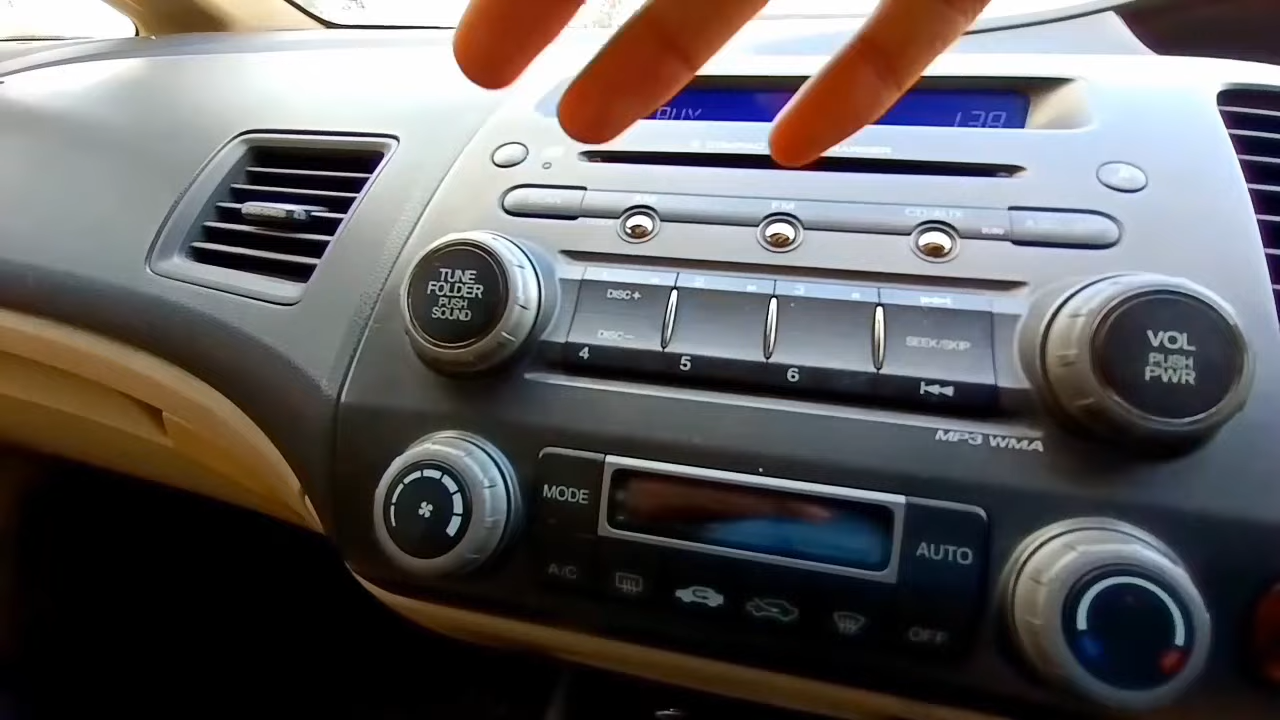 AUX 138
COMPACT
FM CD/AUX
TUNE
FOLDER
PUSH
SOUND
DISC+
DISC−
SEEK/SKIP
4 5 6
VOL
PUSH
PWR
MP3 WMA
MODE
AUTO
A/C
OFF